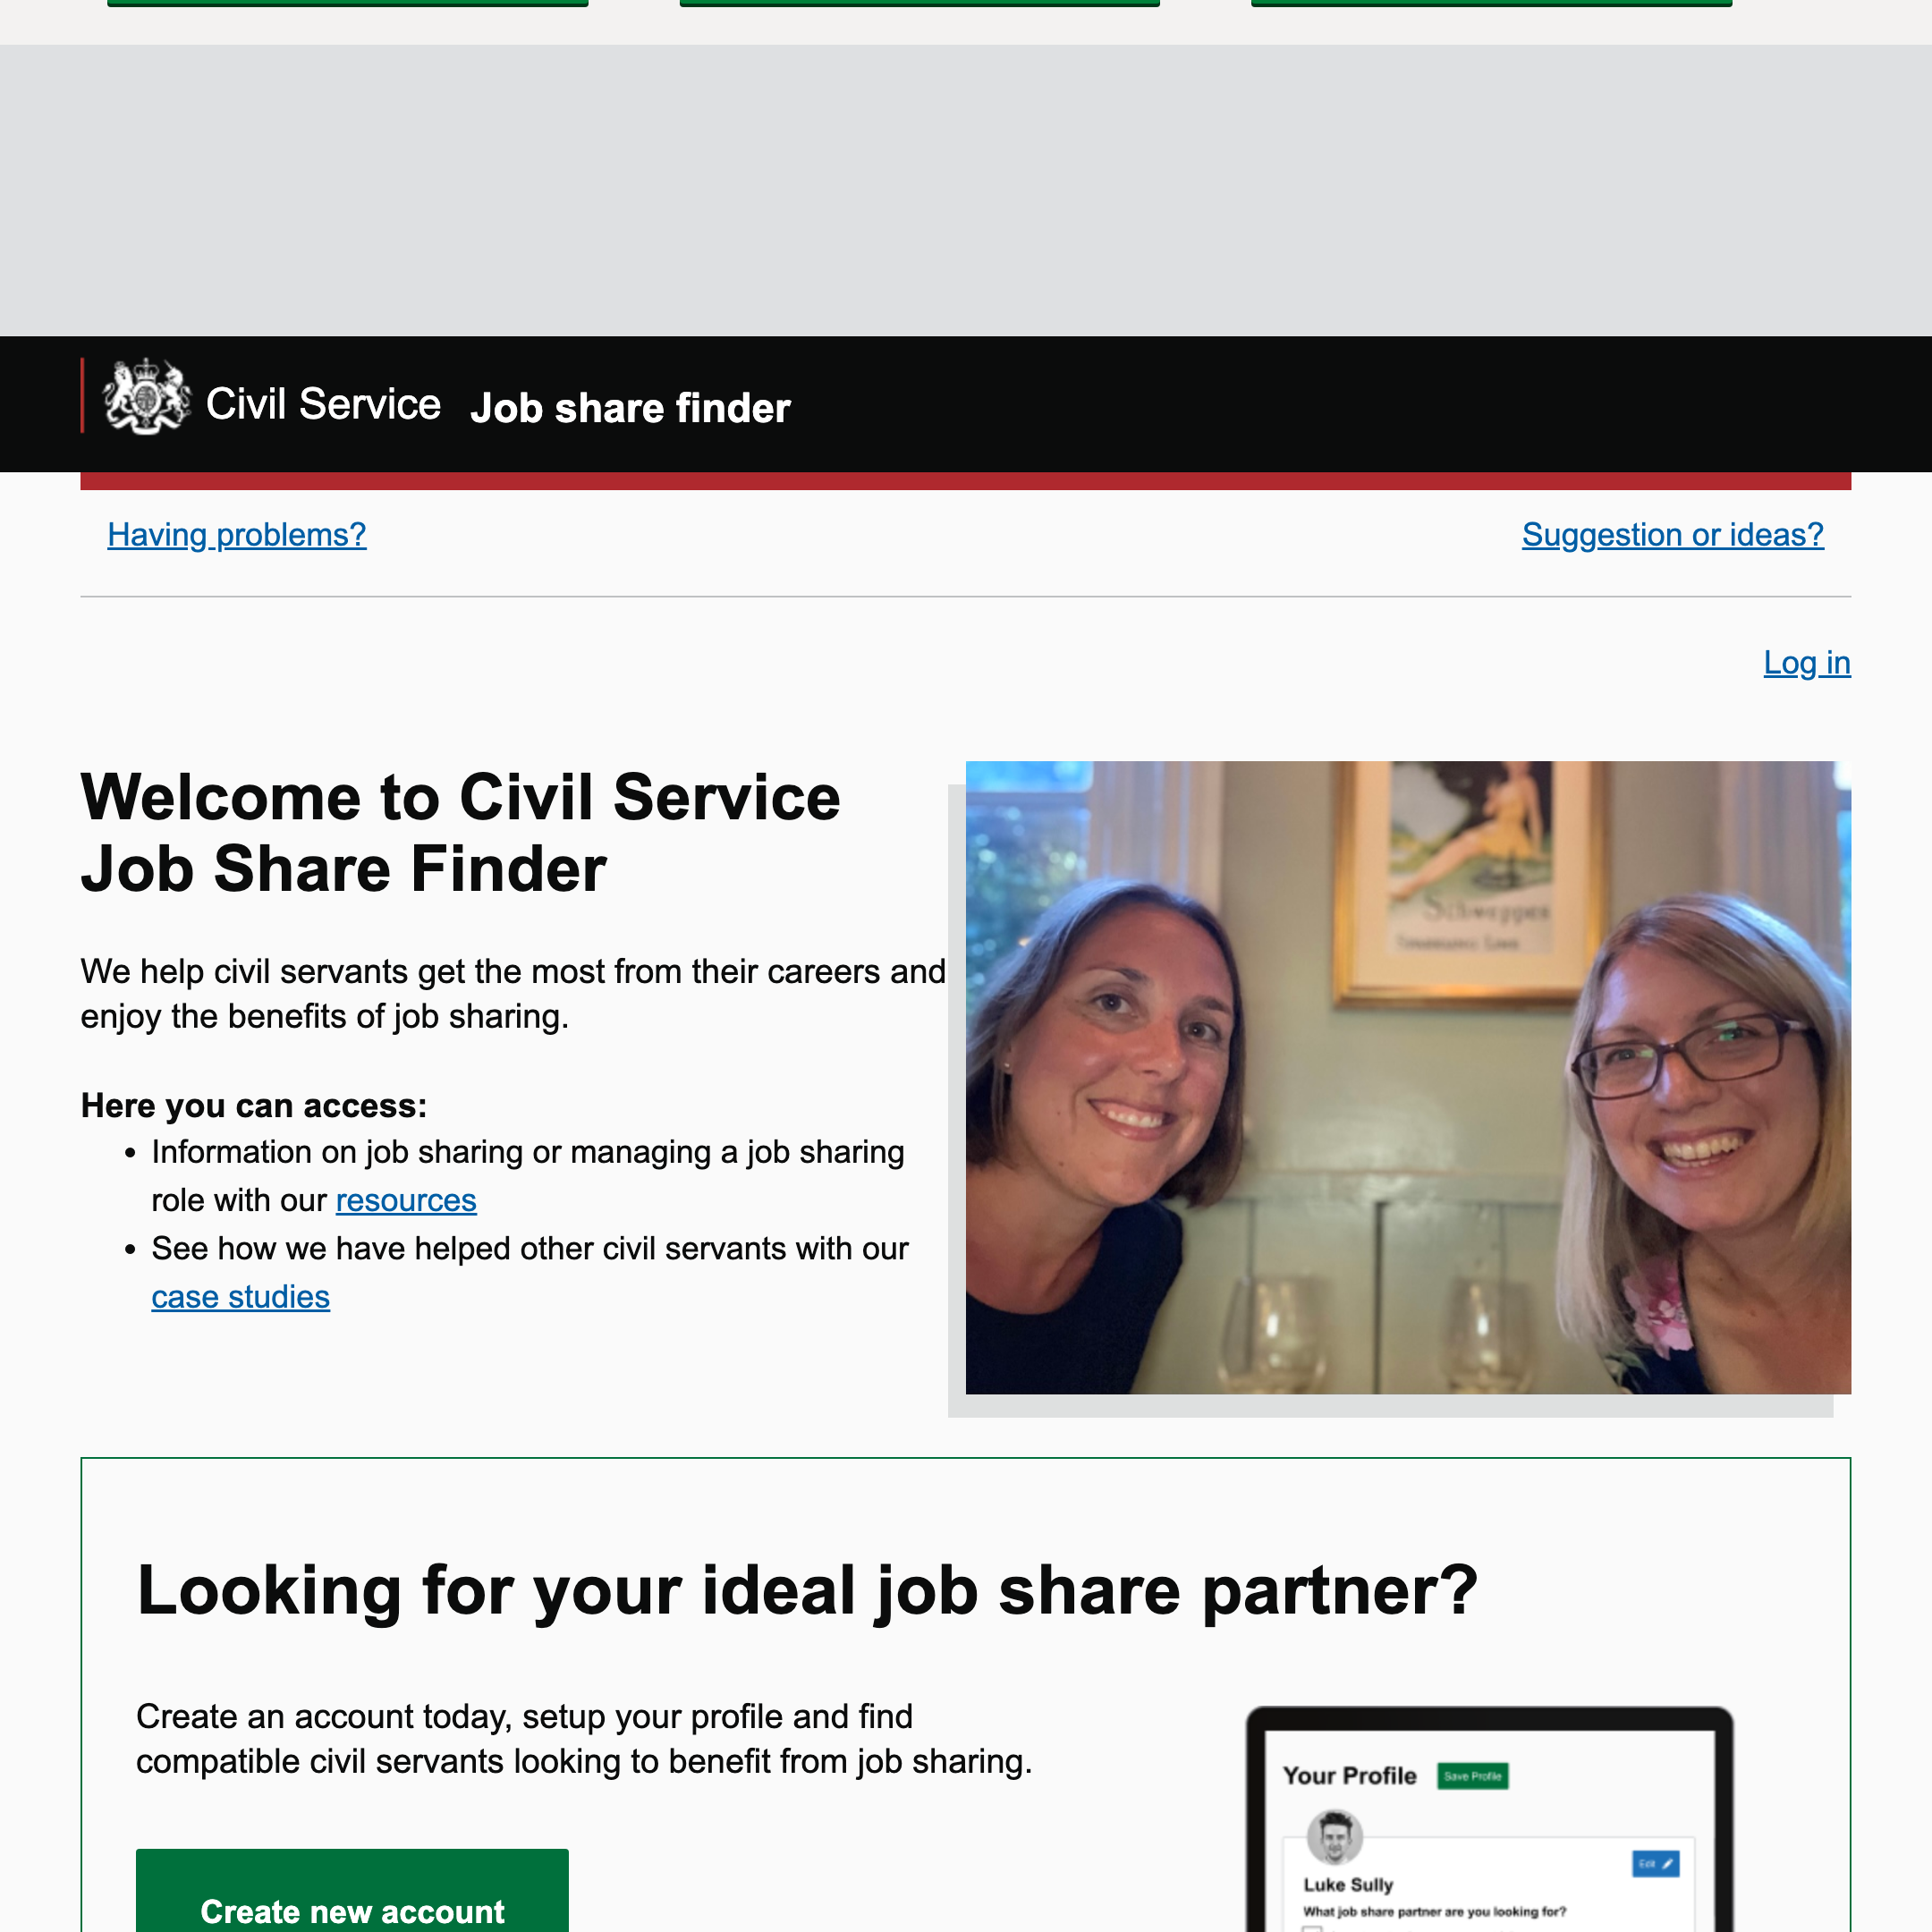 Civil Service Job share finder
Having problems?
Suggestion or ideas?
Log in
Welcome to Civil Service
Job Share Finder
We help civil servants get the most from their careers and
enjoy the benefits of job sharing.
Here you can access:
• Information on job sharing or managing a job sharing
role with our resources
• See how we have helped other civil servants with our
case studies
Schweppes
Looking for your ideal job share partner?
Create an account today, setup your profile and find
compatible civil servants looking to benefit from job sharing.
Create new account
Your Profile
Save Profile
Edit
Luke Sully
What job share partner are you looking for?